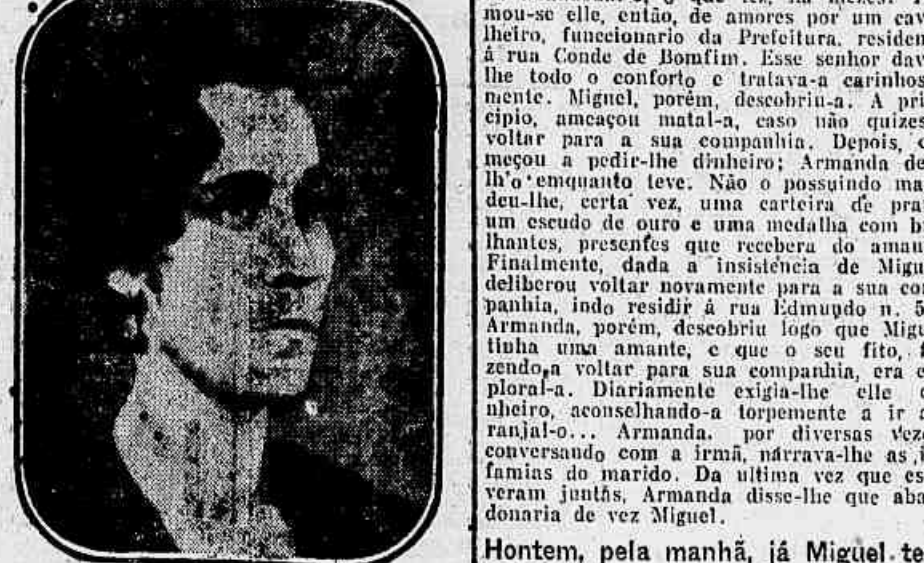 mou-se elle, então, de amores por um cav
lheiro, funccionario da Prefeitura, residen
á rua Conde de Bomfim. Esse senhor dav
lhe todo o conforto e tratava-a carinhos
mente. Miguel, porém, descobriu-a. A pri
cipio, ameaçou matal-a, caso não quizes
voltar para a sua companhia. Depois, c
meçou a pedir-lhe dinheiro; Armanda de
lh'o emquanto teve. Não o possuindo ma
deu-lhe, certa vez, uma carteira de pra
um escudo de ouro e uma medalha com b
lhantes, presentes que recebera do aman
Finalmente, dada a insistencia de Migu
deliberou voltar novamente para a sua co
panhia, indo residir á rua Edmundo n. 5
Armanda, porém, descobriu logo que Migu
tinha uma amante, e que o seu fito,
zendo,a voltar para sua companhia, era e
ploral-a. Diariamente exigia-lhe elle
nheiro, aconselhando-a torpemente a ir
ranjal-o... Armanda. por diversas veze
conversando com a irmã, narrava-lhe as i
famias do marido. Da ultima vez que es
veram juntas, Armanda disse-lhe que aba
donaria de vez Miguel.
Hontem, pela manhã, já Miguel te